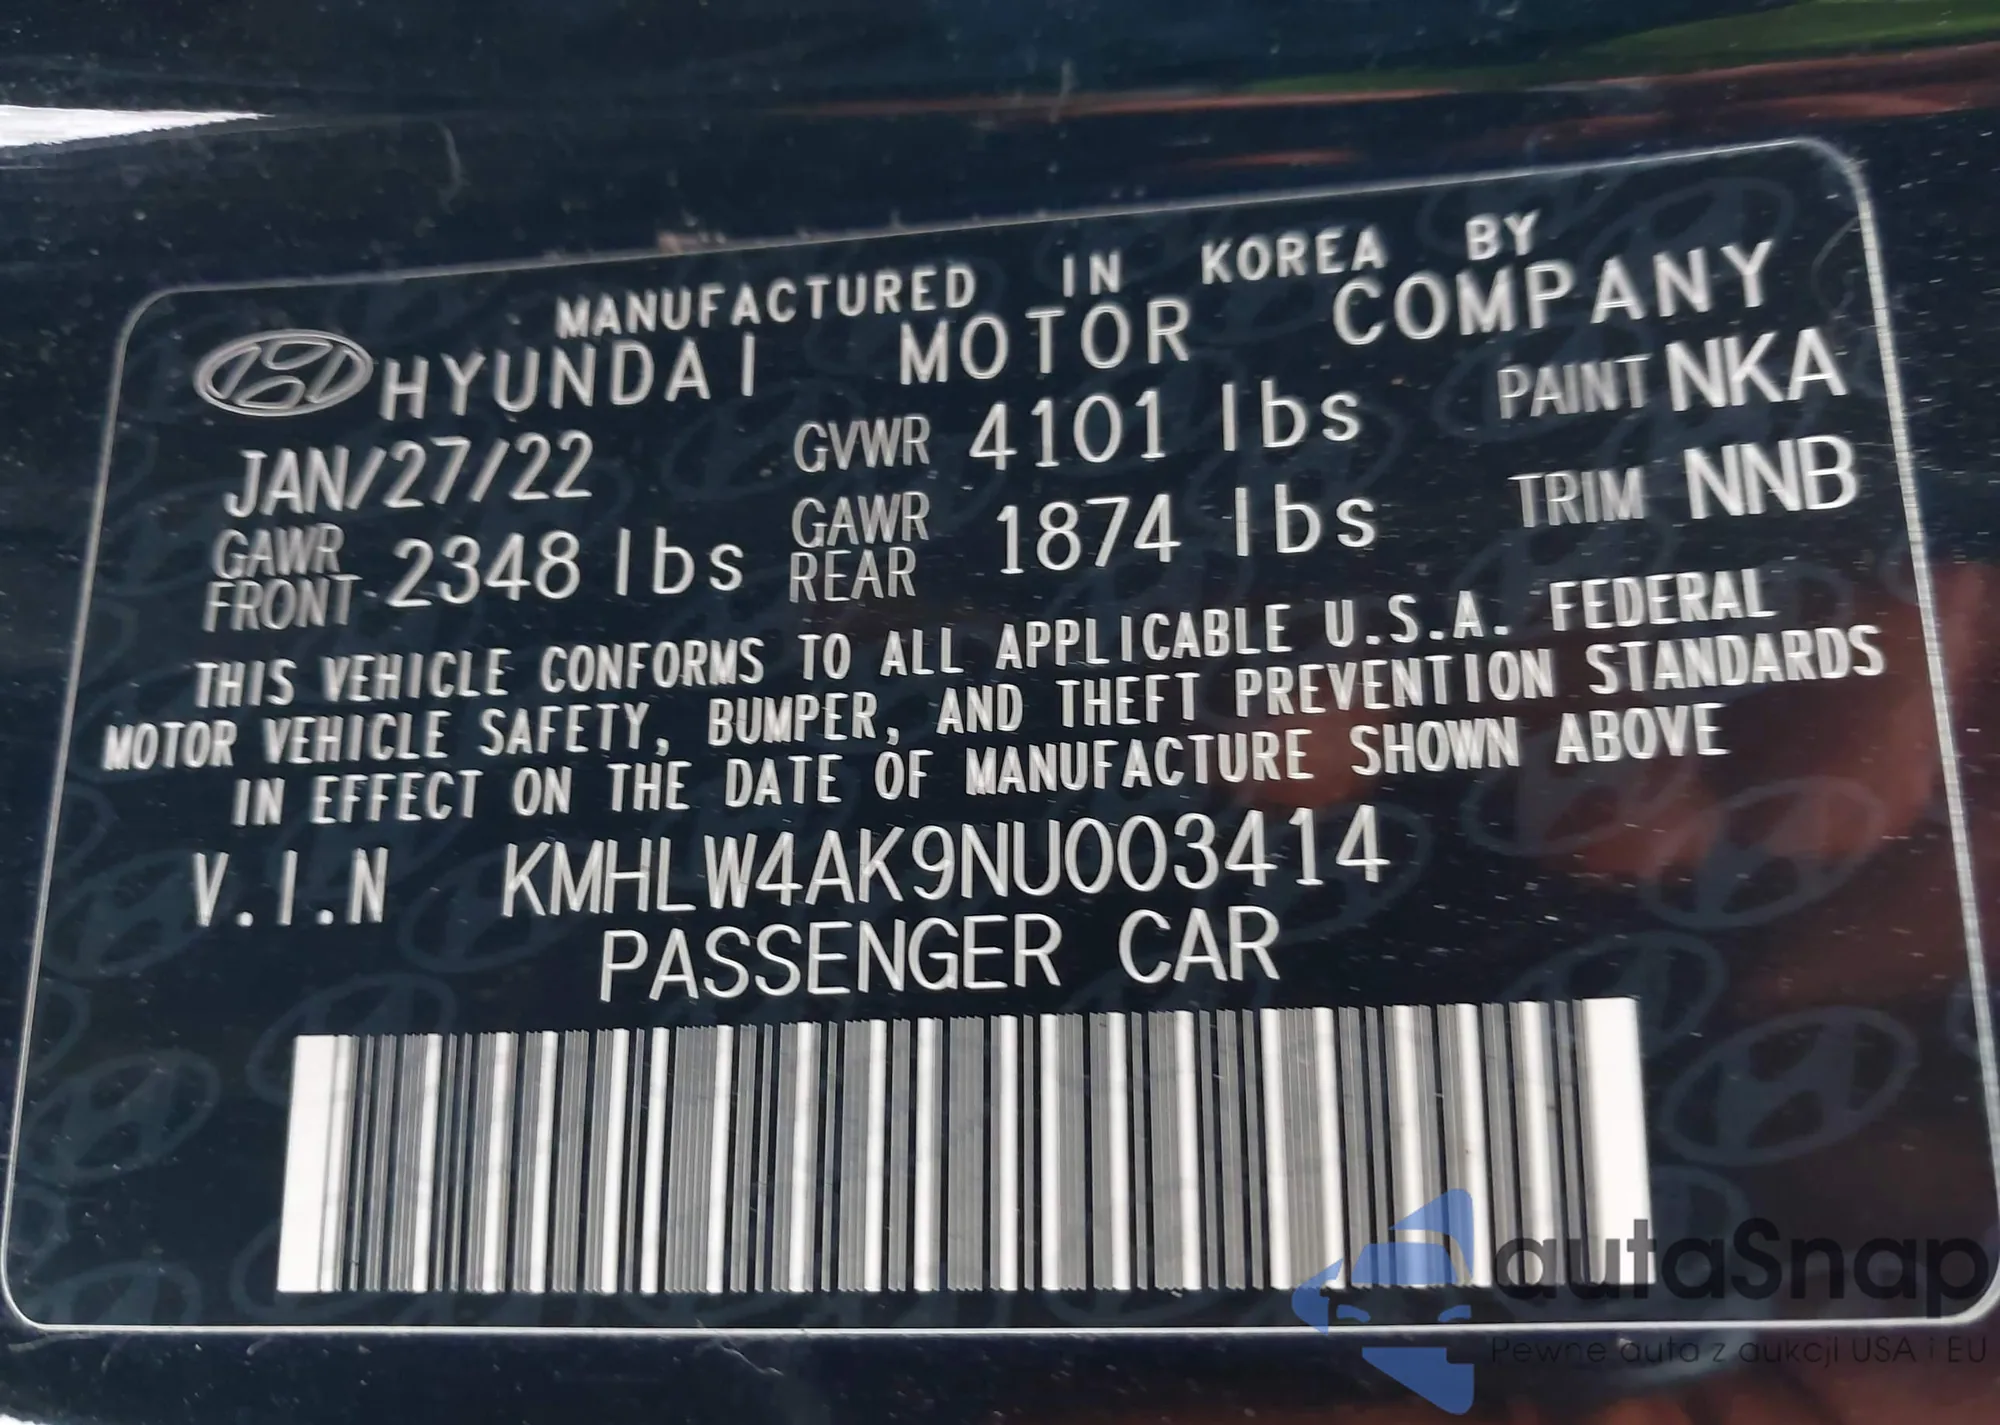 MANUFACTURED IN KOREA BY
HYUNDAI MOTOR COMPANY
JAN/27/22 GVWR 4101 lbs PAINT NKA
GAWR FRONT 2348 lbs GAWR REAR 1874 lbs TRIM NNB
THIS VEHICLE CONFORMS TO ALL APPLICABLE U.S.A. FEDERAL
MOTOR VEHICLE SAFETY, BUMPER, AND THEFT PREVENTION STANDARDS
IN EFFECT ON THE DATE OF MANUFACTURE SHOWN ABOVE
V.I.N KMHLW4AK9NU003414
PASSENGER CAR
autaSnap
Pewne auta z aukcji USA i EU